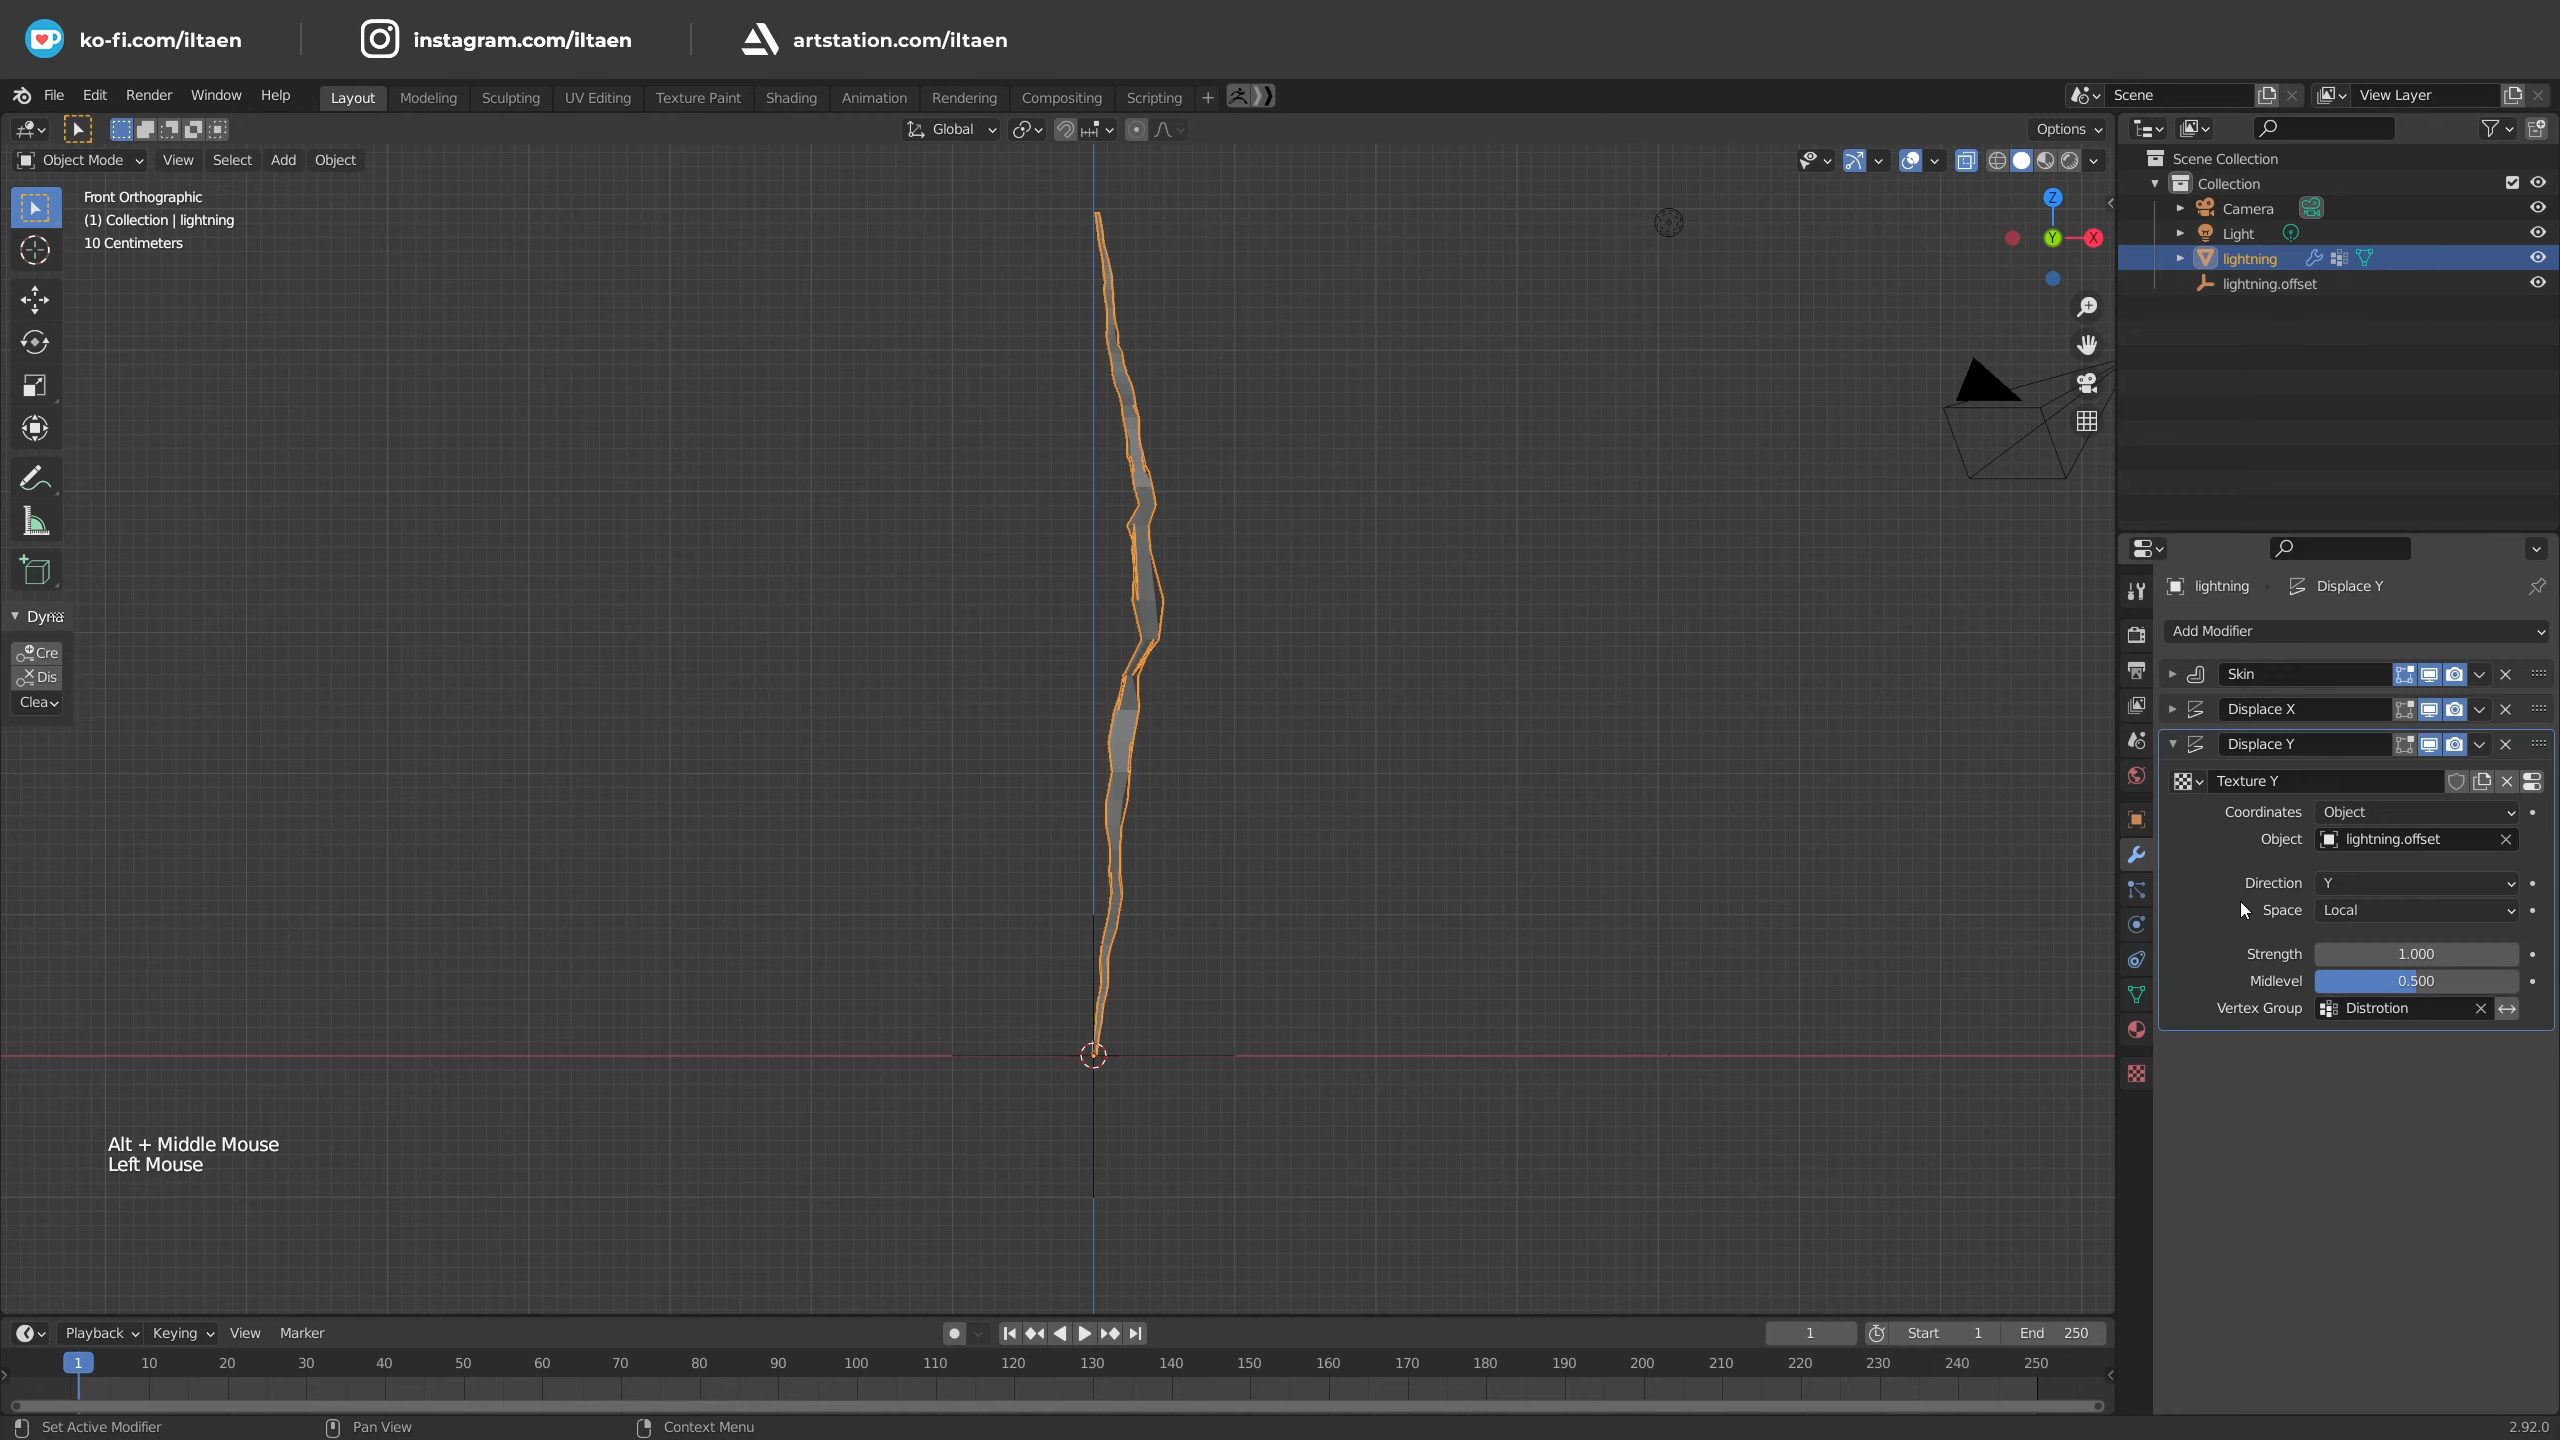 ko-fi.com/iltaen
instagram.com/iltaen
artstation.com/iltaen
File Edit Render Window Help
Layout Modeling Sculpting UV Editing Texture Paint Shading Animation Rendering Compositing Scripting +
Scene
View Layer
Global
Options
Object Mode View Select Add Object
Front Orthographic
(1) Collection | lightning
10 Centimeters
Z
Y
X
Cre
Dis
Clea
Scene Collection
Collection
Camera
Light
lightning
lightning.offset
lightning Displace Y
Add Modifier
Skin
Displace X
Displace Y
Texture Y
Coordinates Object
Object lightning.offset
Direction Y
Space Local
Strength 1.000
Midlevel 0.500
Vertex Group Distrotion
Alt + Middle Mouse
Left Mouse
Playback Keying View Marker
1 Start 1 End 250
1 10 20 30 40 50 60 70 80 90 100 110 120 130 140 150 160 170 180 190 200 210 220 230 240 250
Set Active Modifier Pan View Context Menu
2.92.0